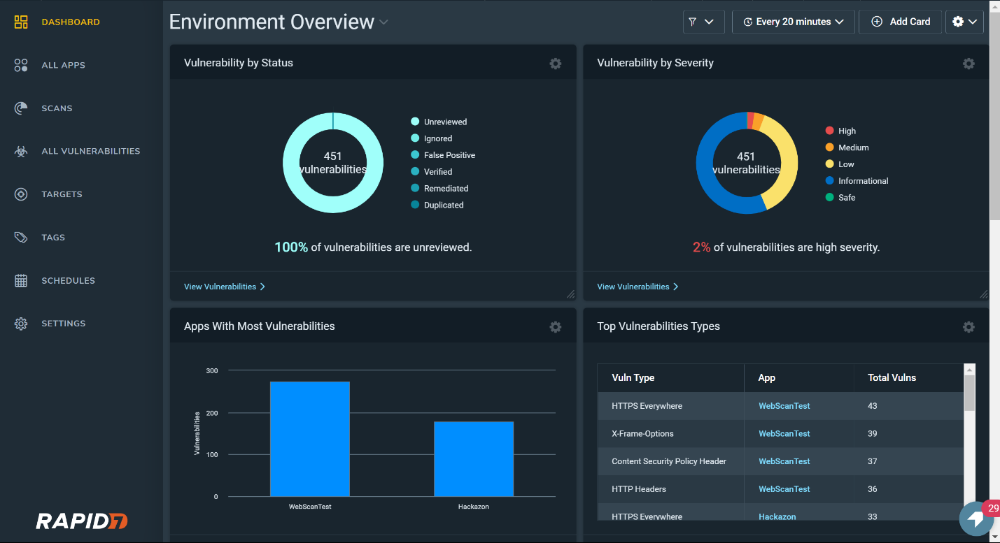 DASHBOARD
ALL APPS
SCANS
ALL VULNERABILITIES
TARGETS
TAGS
SCHEDULES
SETTINGS
RAPID7
Environment Overview
Every 20 minutes
Add Card
Vulnerability by Status
451
vulnerabilities
Unreviewed
Ignored
False Positive
Verified
Remediated
Duplicated
100% of vulnerabilities are unreviewed.
View Vulnerabilities
Vulnerability by Severity
451
vulnerabilities
High
Medium
Low
Informational
Safe
2% of vulnerabilities are high severity.
View Vulnerabilities
Apps With Most Vulnerabilities
Vulnerabilities
300
200
100
0
WebScanTest
Hackazon
Top Vulnerabilities Types
Vuln Type App Total Vulns
HTTPS Everywhere WebScanTest 43
X-Frame-Options WebScanTest 39
Content Security Policy Header WebScanTest 37
HTTP Headers WebScanTest 36
HTTPS Everywhere Hackazon 33
29